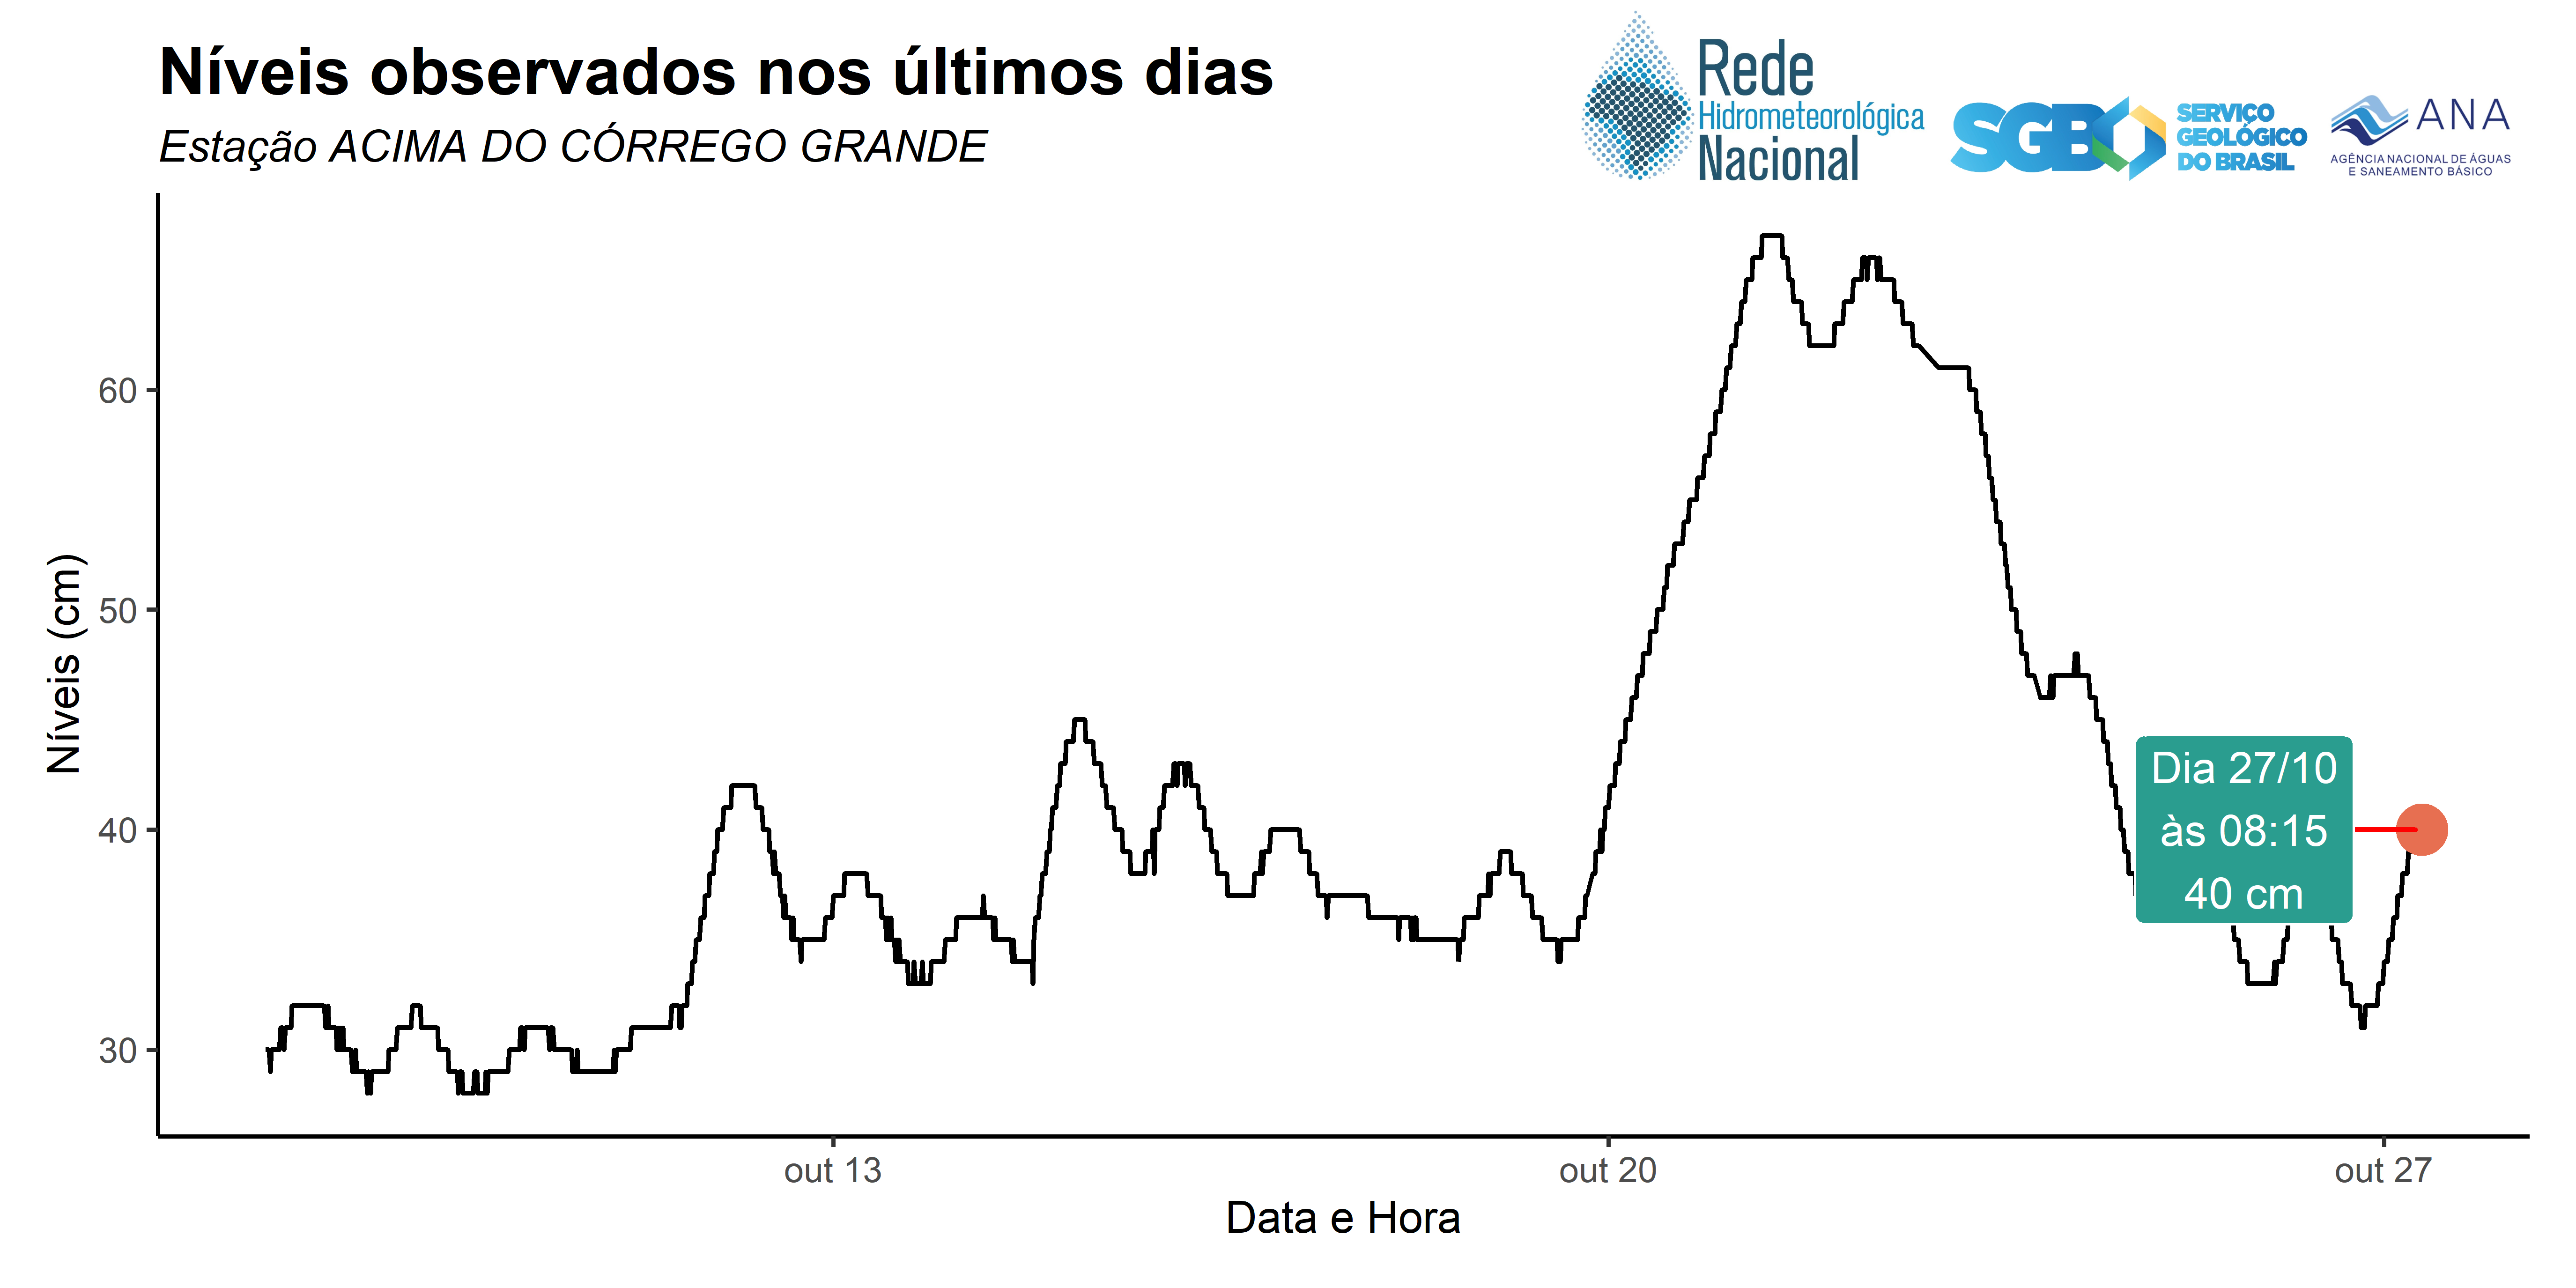 Níveis observados nos últimos dias
Estação ACIMA DO CÓRREGO GRANDE
Rede
Hidrometeorológica
Nacional
SGB
SERVIÇO
GEOLÓGICO
DO BRASIL
ANA
AGÊNCIA NACIONAL DE ÁGUAS
E SANEAMENTO BÁSICO
Níveis (cm)
60
50
40
30
Dia 27/10
às 08:15
40 cm
out 13
out 20
out 27
Data e Hora